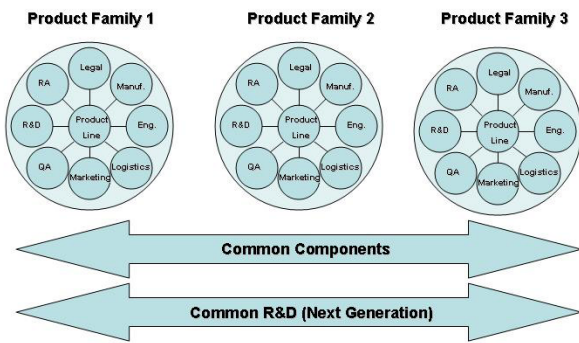 Product Family 1
Product Family 2
Product Family 3
Legal
RA
Manuf.
R&D
Product
Line
Eng.
QA
Logistics
Marketing
Legal
RA
Manuf.
R&D
Product
Line
Eng.
QA
Logistics
Marketing
Legal
RA
Manuf.
R&D
Product
Line
Eng.
QA
Logistics
Marketing
Common Components
Common R&D (Next Generation)